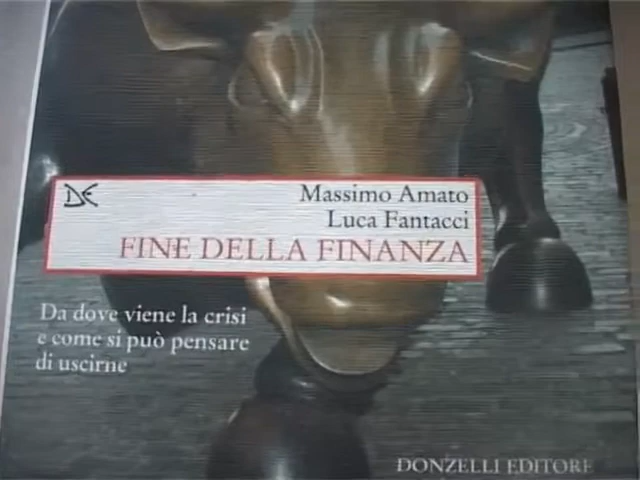 DE
Massimo Amato
Luca Fantacci
FINE DELLA FINANZA
Da dove viene la crisi
e come si può pensare
di uscirne
DONZELLI EDITORE